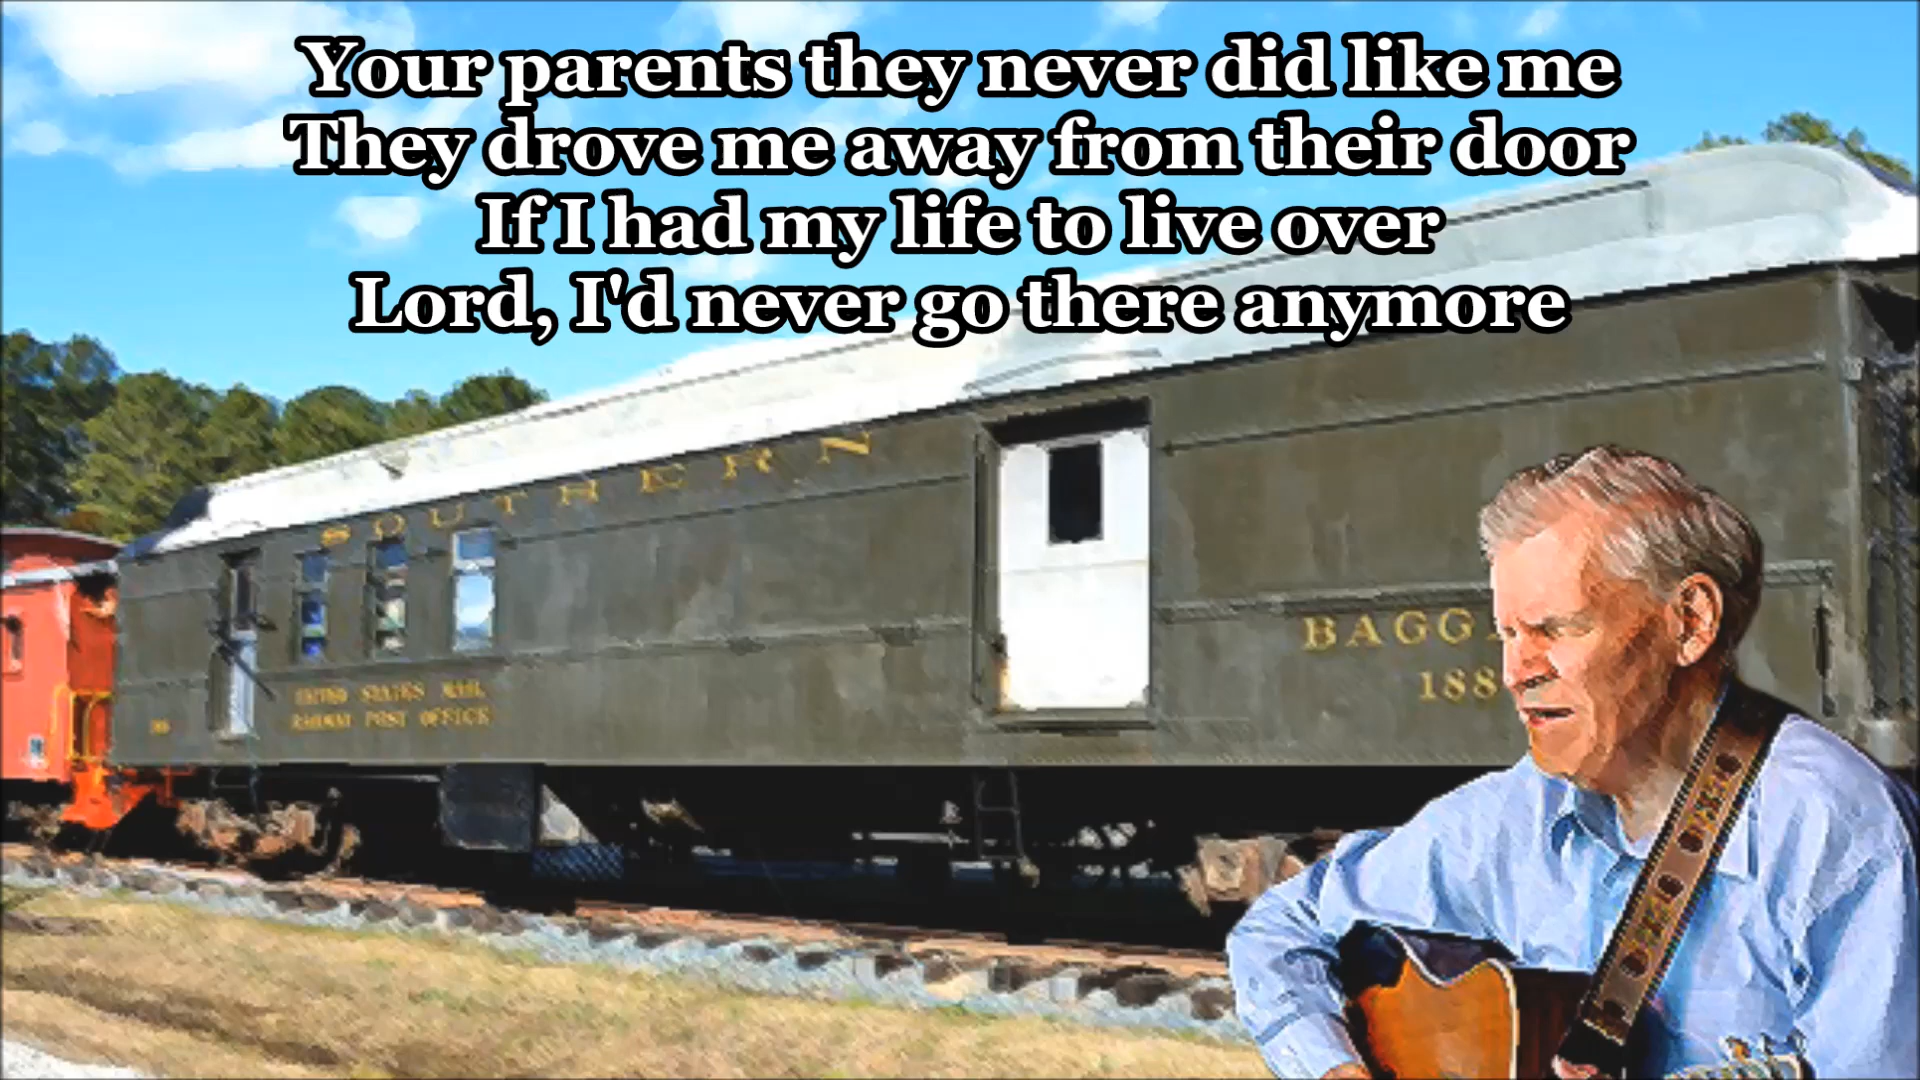 Your parents they never did like me
They drove me away from their door
If I had my life to live over
Lord, I'd never go there anymore
SOUTHERN
BAGG
188
UNITED STATES MAIL
RAILWAY POST OFFICE